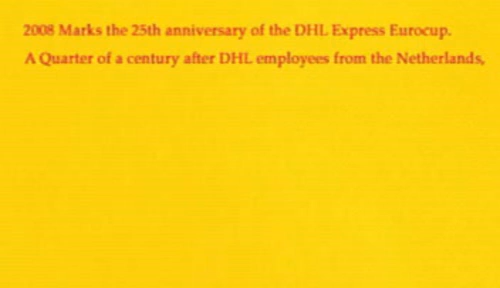 2008 Marks the 25th anniversary of the DHL Express Eurocup.
A Quarter of a century after DHL employees from the Netherlands,